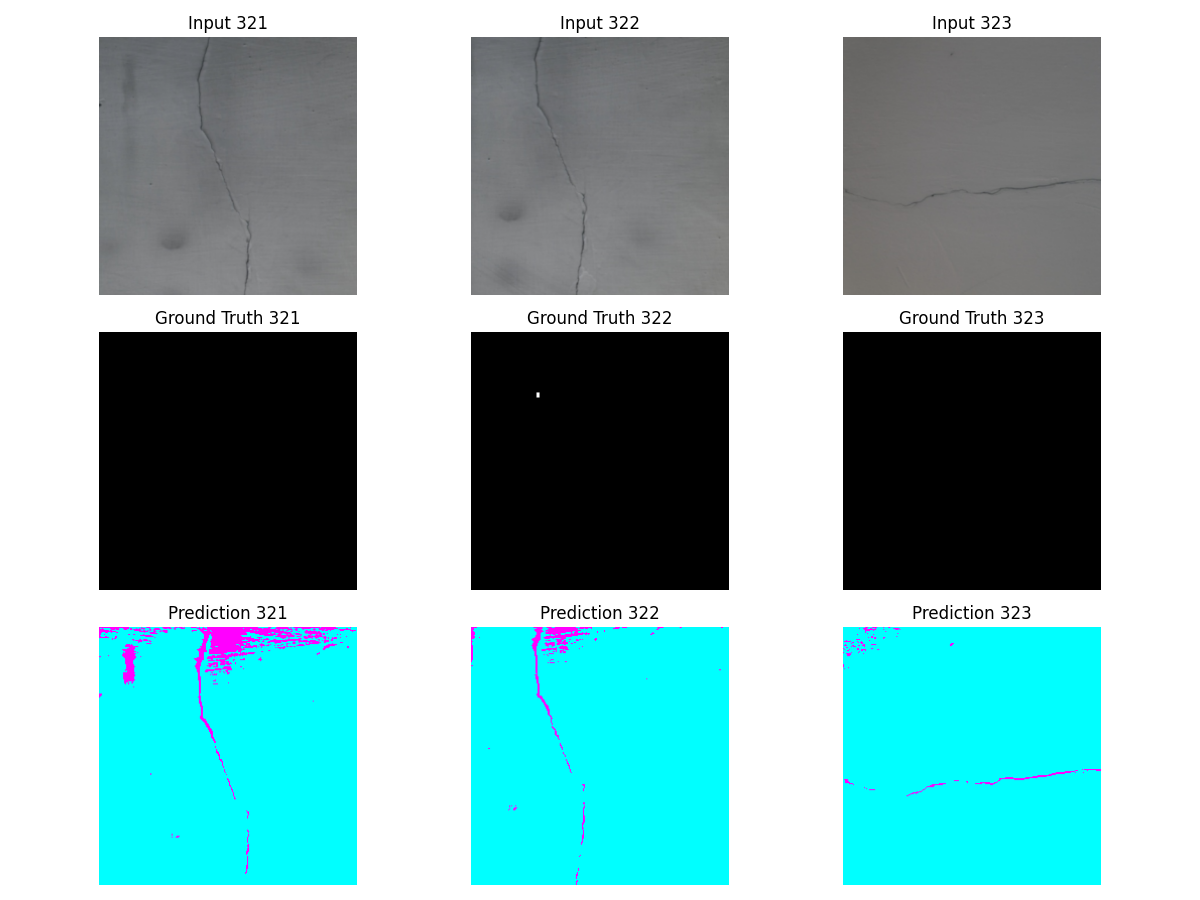 Input 321
Input 322
Input 323
Ground Truth 321
Ground Truth 322
Ground Truth 323
Prediction 321
Prediction 322
Prediction 323